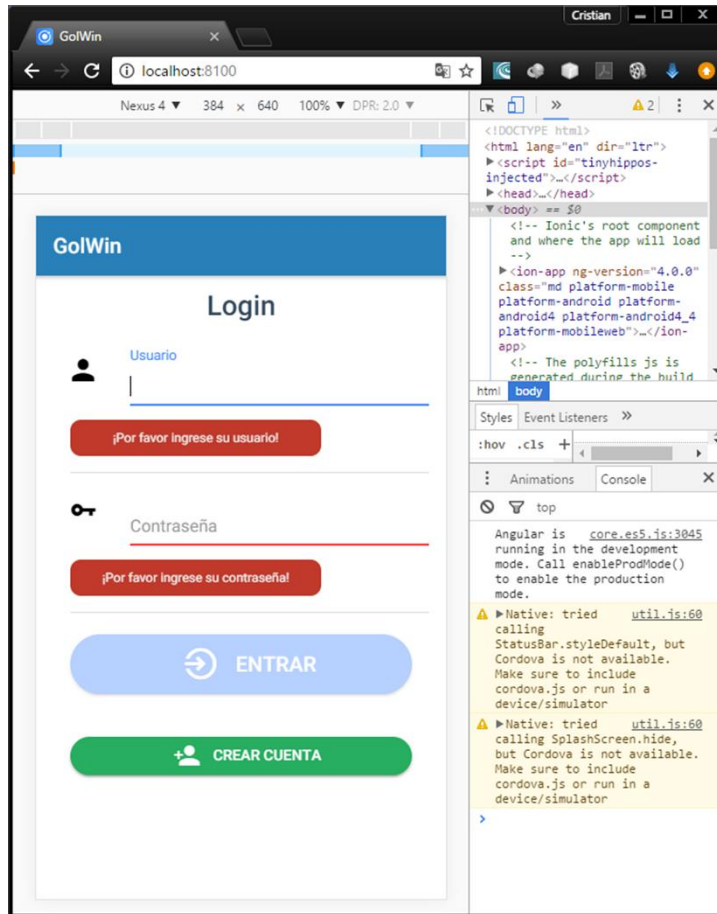 Cristian
GolWin
localhost:8100
Nexus 4 ▼ 384 × 640 100% ▼ DPR: 2.0 ▼
2
<!DOCTYPE html>
<html lang="en" dir="ltr">
▶<script id="tinyhippos-
injected">…</script>
▶<head>…</head>
▼<body> == $0
<!-- Ionic's root component
and where the app will load
-->
▶<ion-app ng-version="4.0.0"
class="md platform-mobile
platform-android platform-
android4 platform-android4_4
platform-mobileweb">…</ion-
app>
<!-- The polyfills js is
generated during the build
html body
Styles Event Listeners »
:hov .cls +
Animations Console
top
Angular is core.es5.js:3045
running in the development
mode. Call enableProdMode()
to enable the production
mode.
▶Native: tried util.js:60
calling
StatusBar.styleDefault, but
Cordova is not available.
Make sure to include
cordova.js or run in a
device/simulator
▶Native: tried util.js:60
calling SplashScreen.hide,
but Cordova is not available.
Make sure to include
cordova.js or run in a
device/simulator
GolWin
Login
Usuario
¡Por favor ingrese su usuario!
Contraseña
¡Por favor ingrese su contraseña!
ENTRAR
CREAR CUENTA